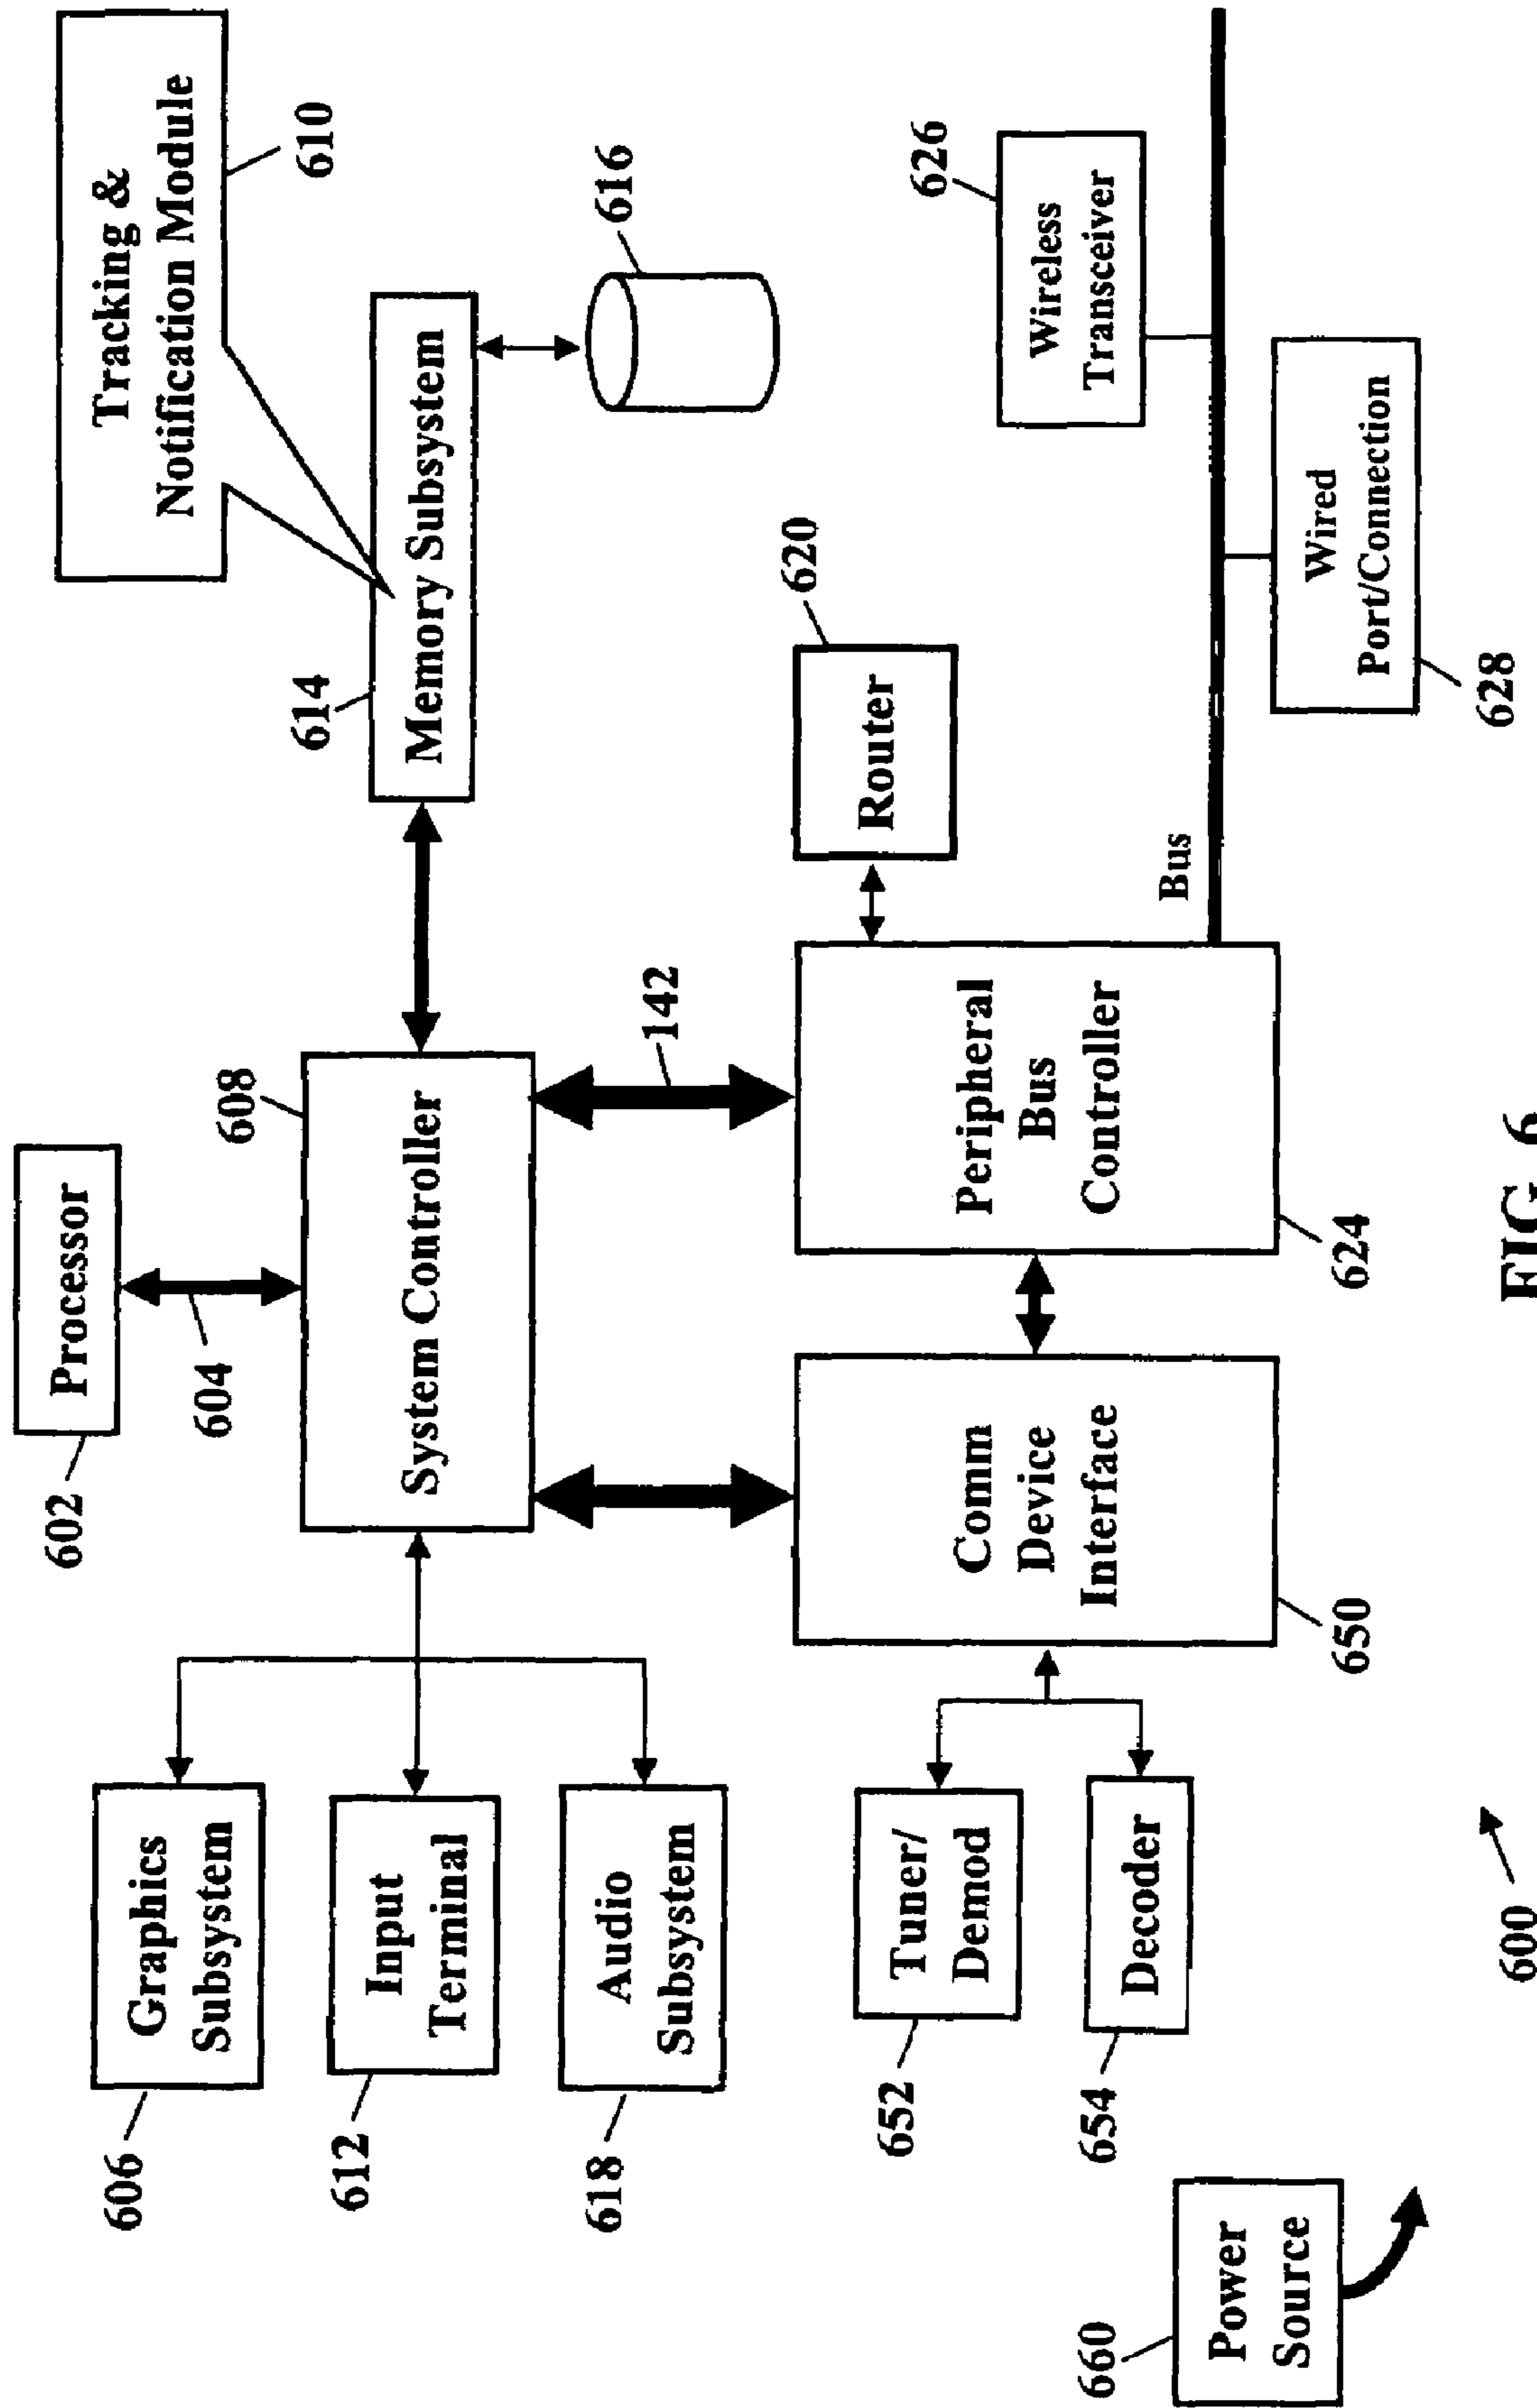 602
Processor
604
608
System Controller
Tracking &
Notification Module
610
614
Memory Subsystem
616
606
Graphics
Subsystem
612
Input
Terminal
618
Audio
Subsystem
142
620
Router
652
Tuner/
Demod
654
Decoder
Comm
Device
Interface
650
Peripheral
Bus
Controller
624
Bus
626
Wireless
Transceiver
Wired
Port/Connection
628
660
Power
Source
600
FIG. 6